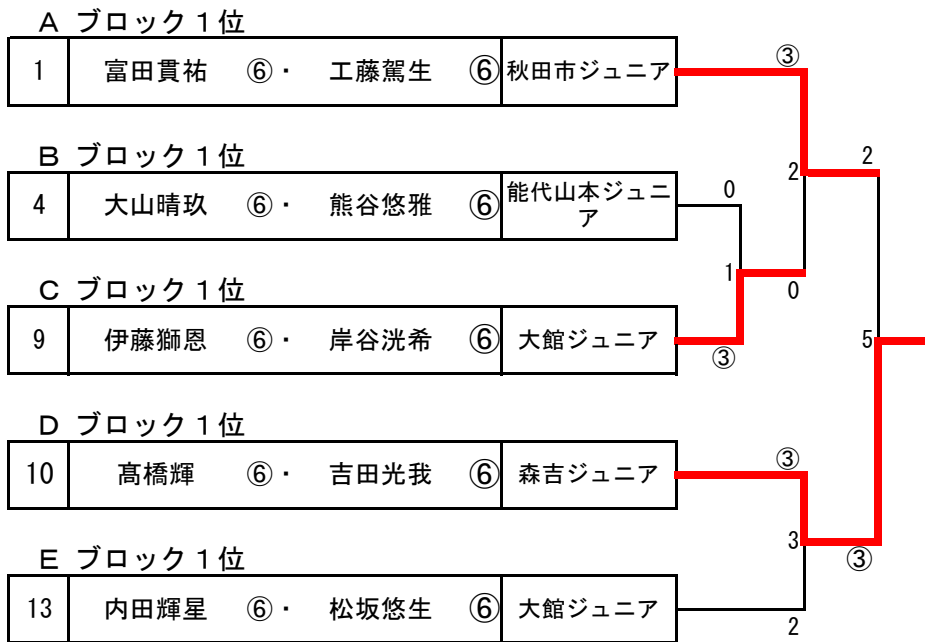 A ブロック１位
1 富田貫祐 ⑥・ 工藤駕生 ⑥ 秋田市ジュニア
③
B ブロック１位
2
2
4 大山晴玖 ⑥・ 熊谷悠雅 ⑥ 能代山本ジュニ
ア
0
1
C ブロック１位
0
9 伊藤獅恩 ⑥・ 岸谷洸希 ⑥ 大館ジュニア
③
5
D ブロック１位
10 髙橋輝 ⑥・ 吉田光我 ⑥ 森吉ジュニア
③
3
E ブロック１位
③
13 内田輝星 ⑥・ 松坂悠生 ⑥ 大館ジュニア
2